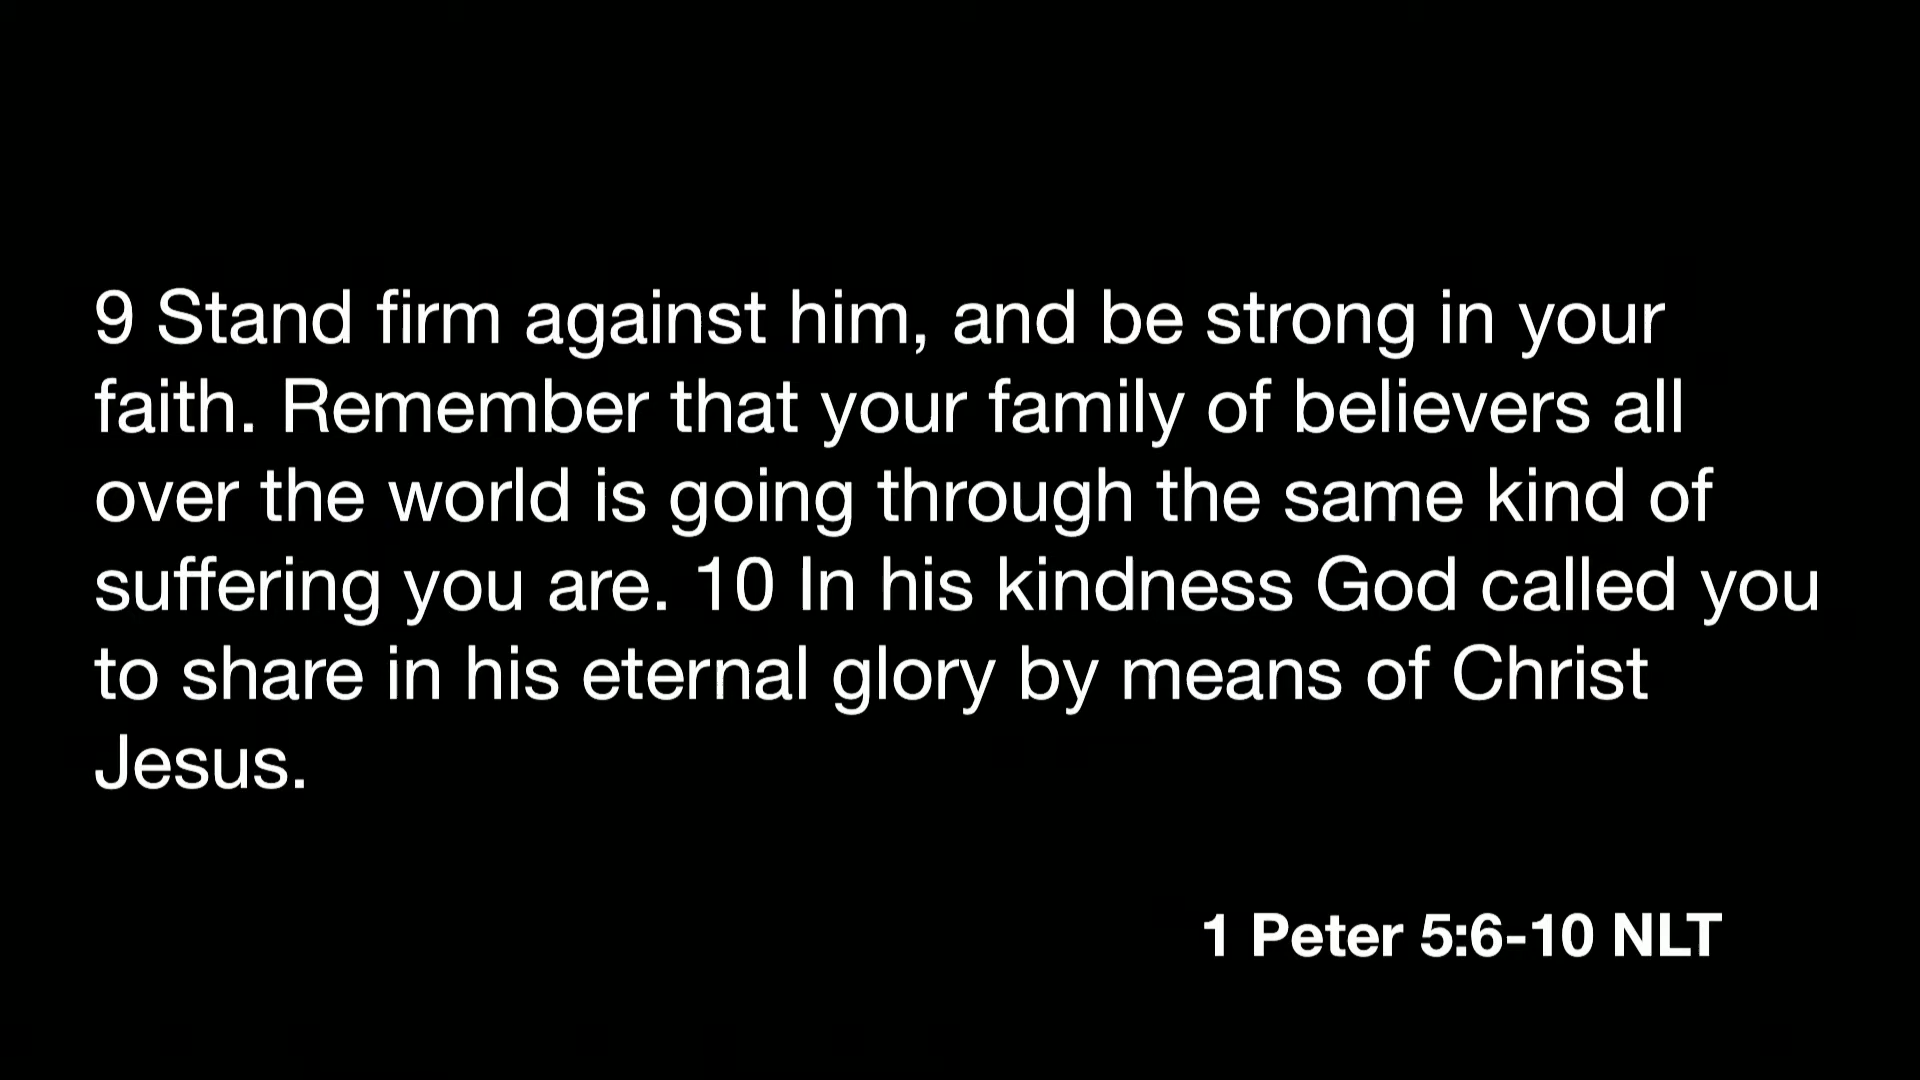 9 Stand firm against him, and be strong in your
faith. Remember that your family of believers all
over the world is going through the same kind of
suffering you are. 10 In his kindness God called you
to share in his eternal glory by means of Christ
Jesus.
1 Peter 5:6-10 NLT